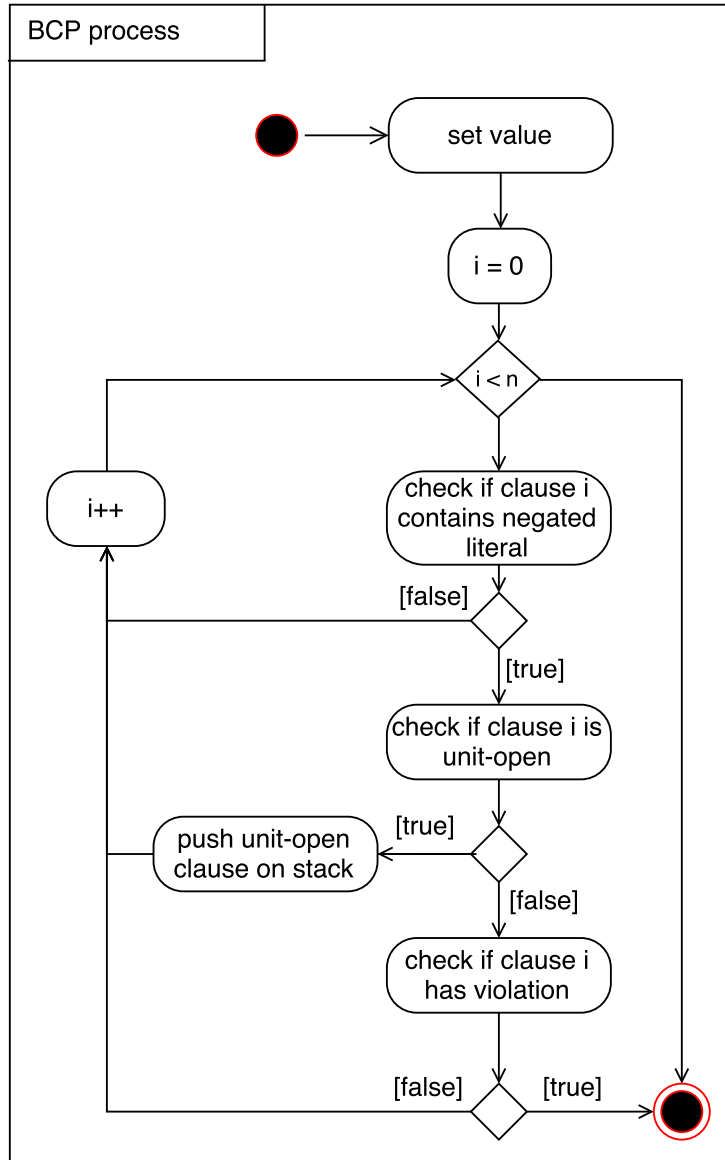 BCP process
set value
i = 0
i < n
check if clause i
contains negated
literal
i++
[false]
[true]
check if clause i is
unit-open
[true]
push unit-open
clause on stack
[false]
check if clause i
has violation
[false]
[true]